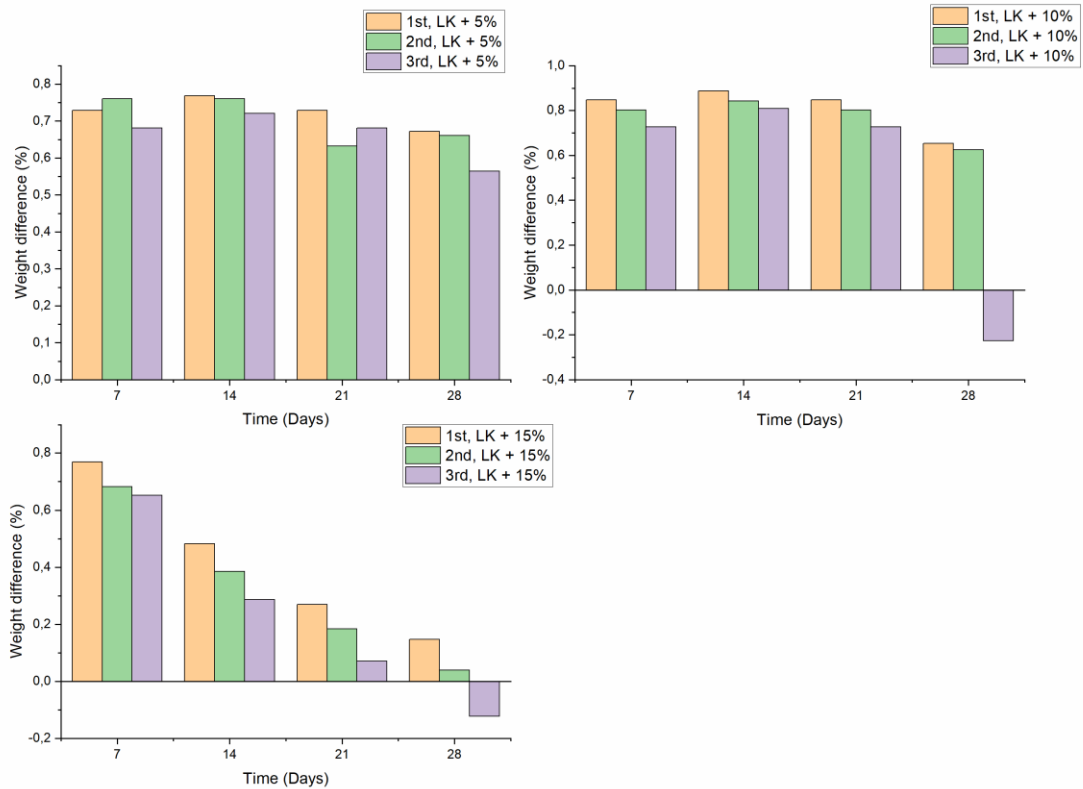 1st, LK + 5%
2nd, LK + 5%
3rd, LK + 5%
Weight difference (%)
0,8
0,7
0,6
0,5
0,4
0,3
0,2
0,1
0,0
7 14 21 28
Time (Days)
1st, LK + 10%
2nd, LK + 10%
3rd, LK + 10%
Weight difference (%)
1,0
0,8
0,6
0,4
0,2
0,0
-0,2
-0,4
7 14 21 28
Time (Days)
1st, LK + 15%
2nd, LK + 15%
3rd, LK + 15%
Weight difference (%)
0,8
0,6
0,4
0,2
0,0
-0,2
7 14 21 28
Time (Days)